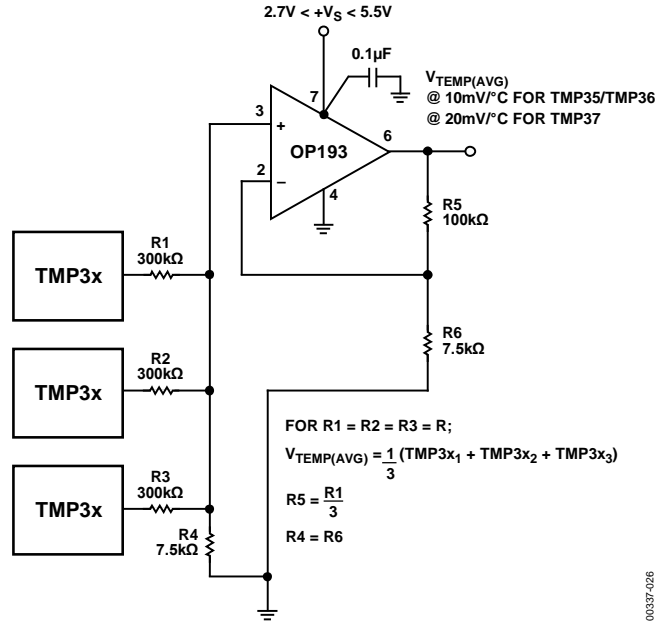 2.7V < +VS < 5.5V
0.1µF
VTEMP(AVG)
@ 10mV/°C FOR TMP35/TMP36
@ 20mV/°C FOR TMP37
7
3
+
OP193
6
2
–
4
R5
100kΩ
TMP3x
R1
300kΩ
R6
7.5kΩ
TMP3x
R2
300kΩ
FOR R1 = R2 = R3 = R;
VTEMP(AVG) = 1/3 (TMP3x1 + TMP3x2 + TMP3x3)
TMP3x
R3
300kΩ
R5 = R1/3
R4
7.5kΩ
R4 = R6
00337-026